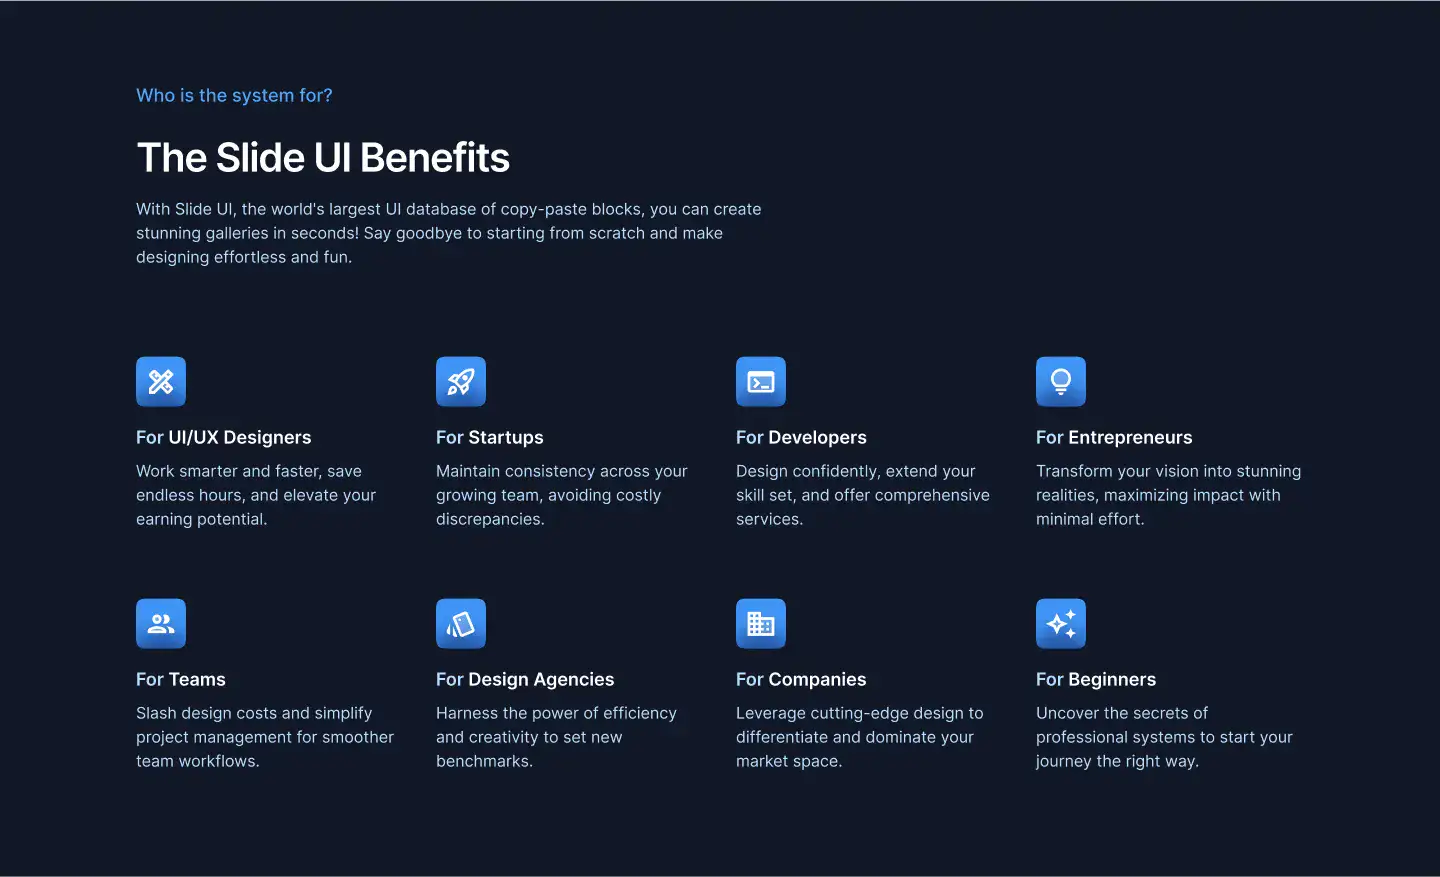 Who is the system for?
The Slide UI Benefits
With Slide UI, the world's largest UI database of copy-paste blocks, you can create
stunning galleries in seconds! Say goodbye to starting from scratch and make
designing effortless and fun.
For UI/UX Designers
Work smarter and faster, save
endless hours, and elevate your
earning potential.
For Startups
Maintain consistency across your
growing team, avoiding costly
discrepancies.
For Developers
Design confidently, extend your
skill set, and offer comprehensive
services.
For Entrepreneurs
Transform your vision into stunning
realities, maximizing impact with
minimal effort.
For Teams
Slash design costs and simplify
project management for smoother
team workflows.
For Design Agencies
Harness the power of efficiency
and creativity to set new
benchmarks.
For Companies
Leverage cutting-edge design to
differentiate and dominate your
market space.
For Beginners
Uncover the secrets of
professional systems to start your
journey the right way.